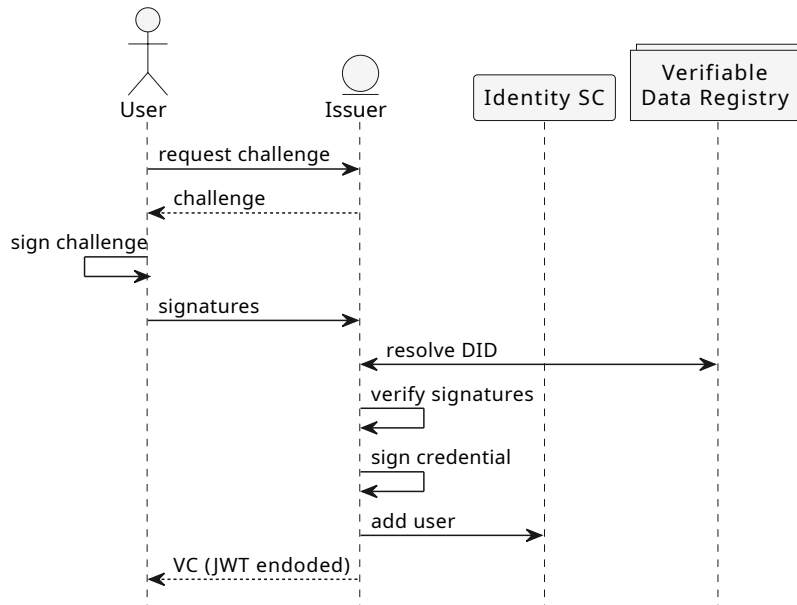 User
Issuer
Identity SC
Verifiable
Data Registry
request challenge
challenge
sign challenge
signatures
resolve DID
verify signatures
sign credential
add user
VC (JWT endoded)